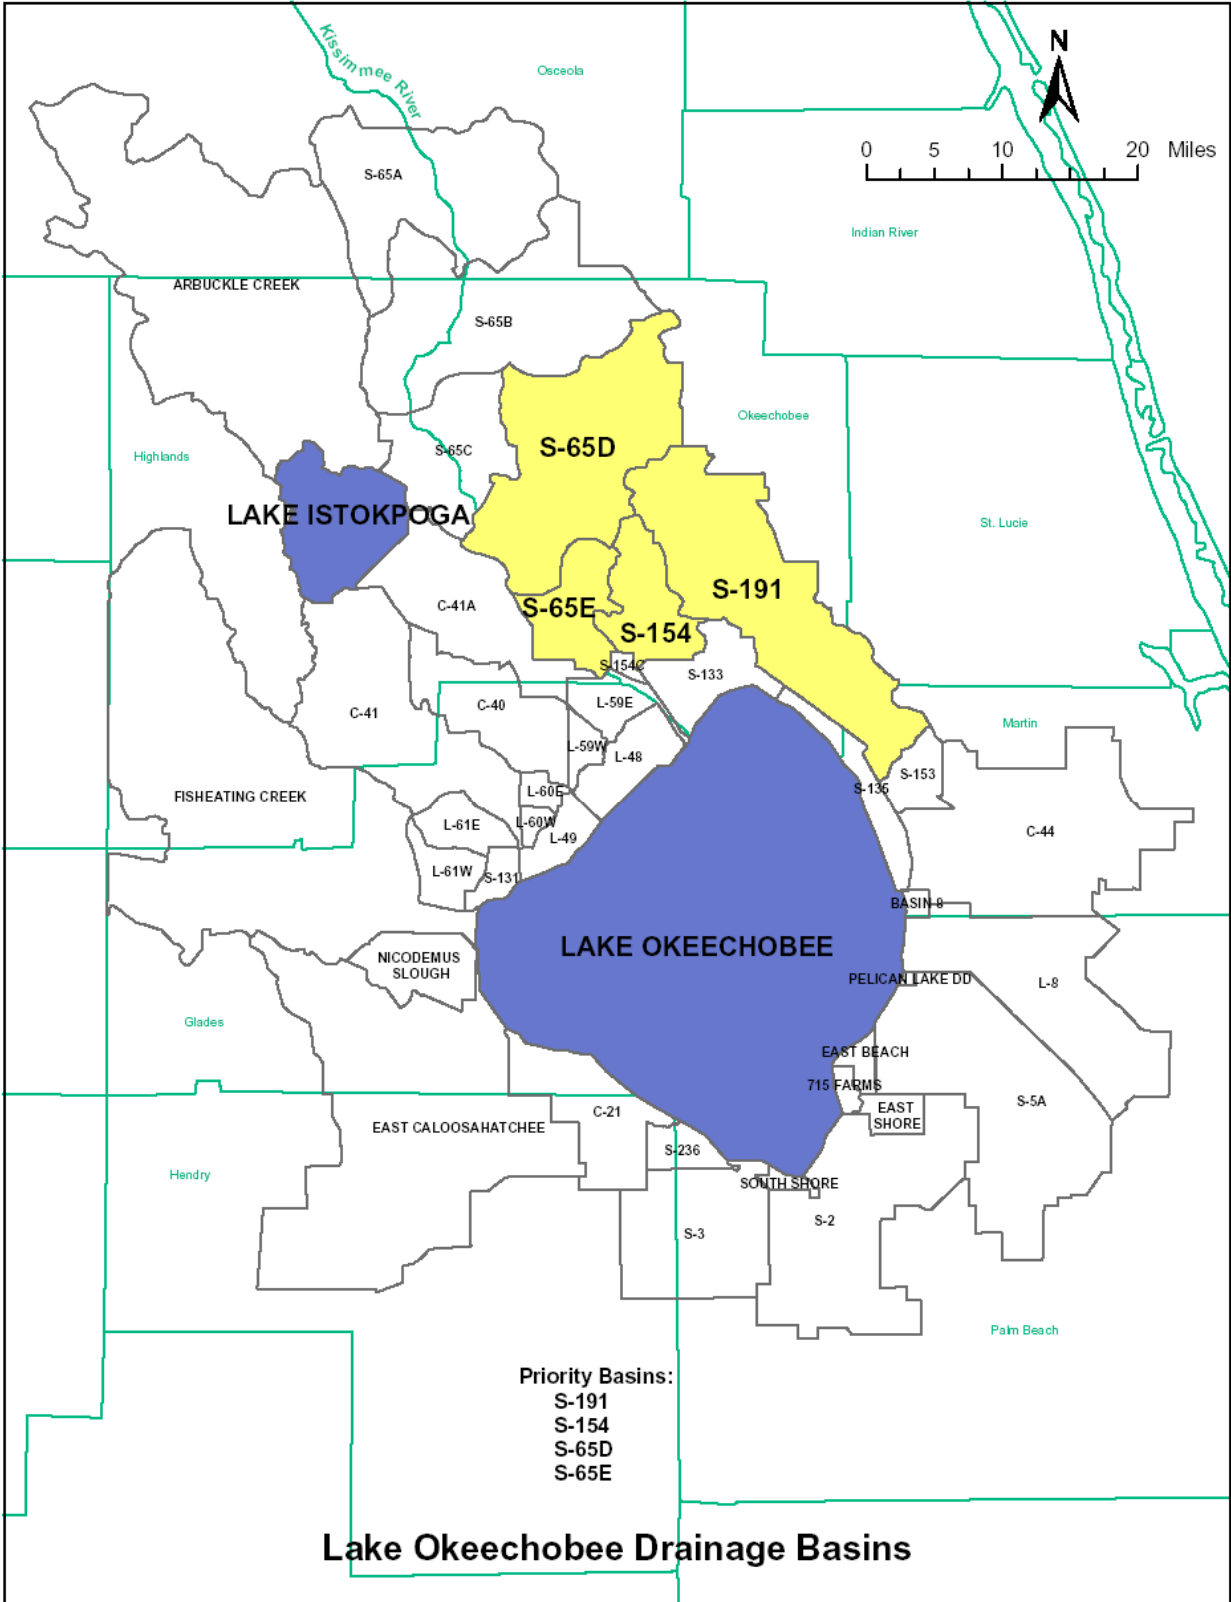 Kissimmee River
Osceola
N
0 5 10 20 Miles
S-65A
Indian River
ARBUCKLE CREEK
S-65B
Okeechobee
S-65D
S-65C
Highlands
LAKE ISTOKPOGA
St. Lucie
S-191
C-41A
S-65E
S-154
S-154C
S-133
L-59E
C-40
C-41
Martin
L-59W
L-48
S-153
S-135
L-60E
FISHEATING CREEK
L-60W
L-61E
L-49
C-44
L-61W
S-131
BASIN 8
LAKE OKEECHOBEE
NICODEMUS
SLOUGH
PELICAN LAKE DD
L-8
Glades
EAST BEACH
715 FARMS
S-5A
C-21
EAST
SHORE
EAST CALOOSAHATCHEE
S-236
Hendry
SOUTH SHORE
S-2
S-3
Palm Beach
Priority Basins:
S-191
S-154
S-65D
S-65E
Lake Okeechobee Drainage Basins